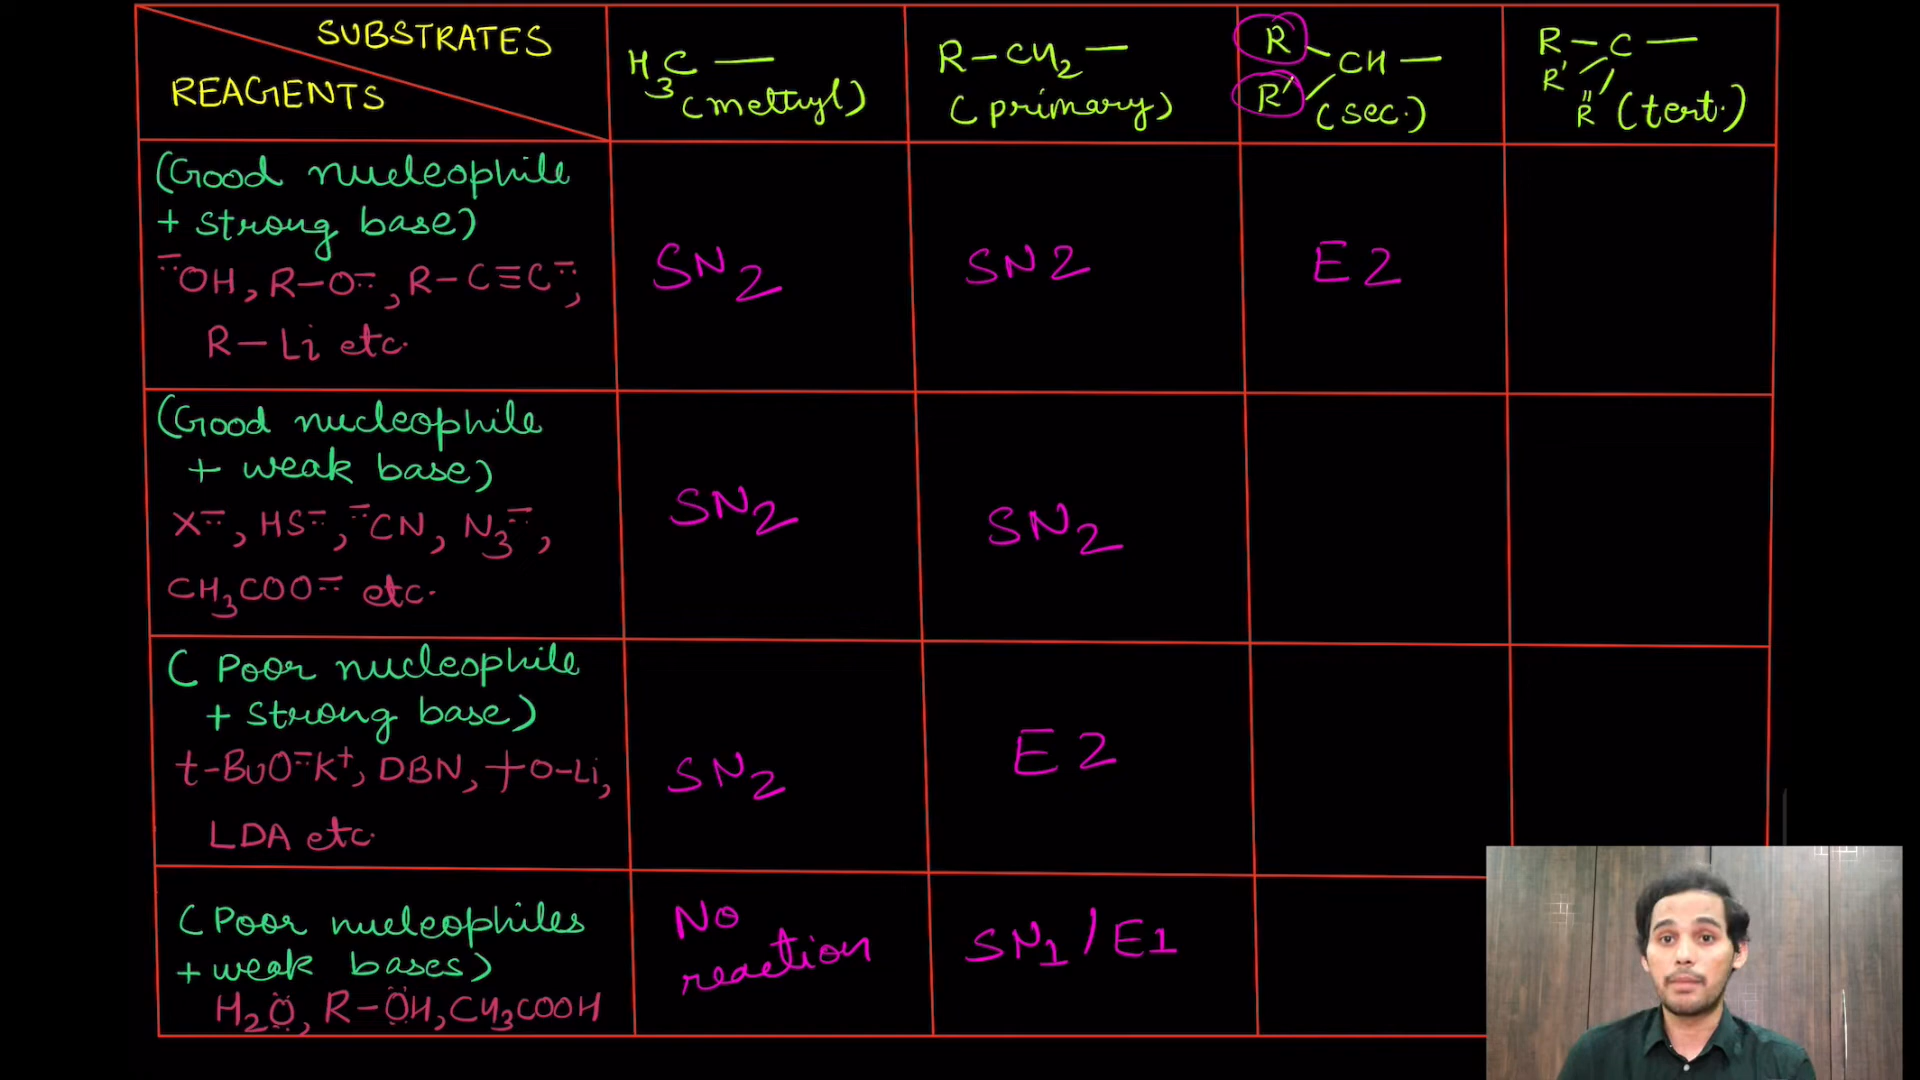 SUBSTRATES
REAGENTS
H₃C —
(methyl)
R—CH₂ —
(primary)
R
R'
CH —
(sec.)
R—C —
R'
R''
(tert.)
(Good nucleophile
+ strong base)
⁻:OH, R—O:⁻, R—C≡C:⁻,
R—Li etc.
SN2
SN2
E2
(Good nucleophile
+ weak base)
X:⁻, HS:⁻, ⁻:CN, N₃:⁻,
CH₃COO:⁻ etc.
SN2
SN2
(Poor nucleophile
+ strong base)
t-BuO:⁻K⁺, DBN, +O-Li,
LDA etc.
SN2
E2
(Poor nucleophiles
+ weak bases)
H₂Ö, R—ÖH, CH₃COOH
No
reaction
SN1/E1